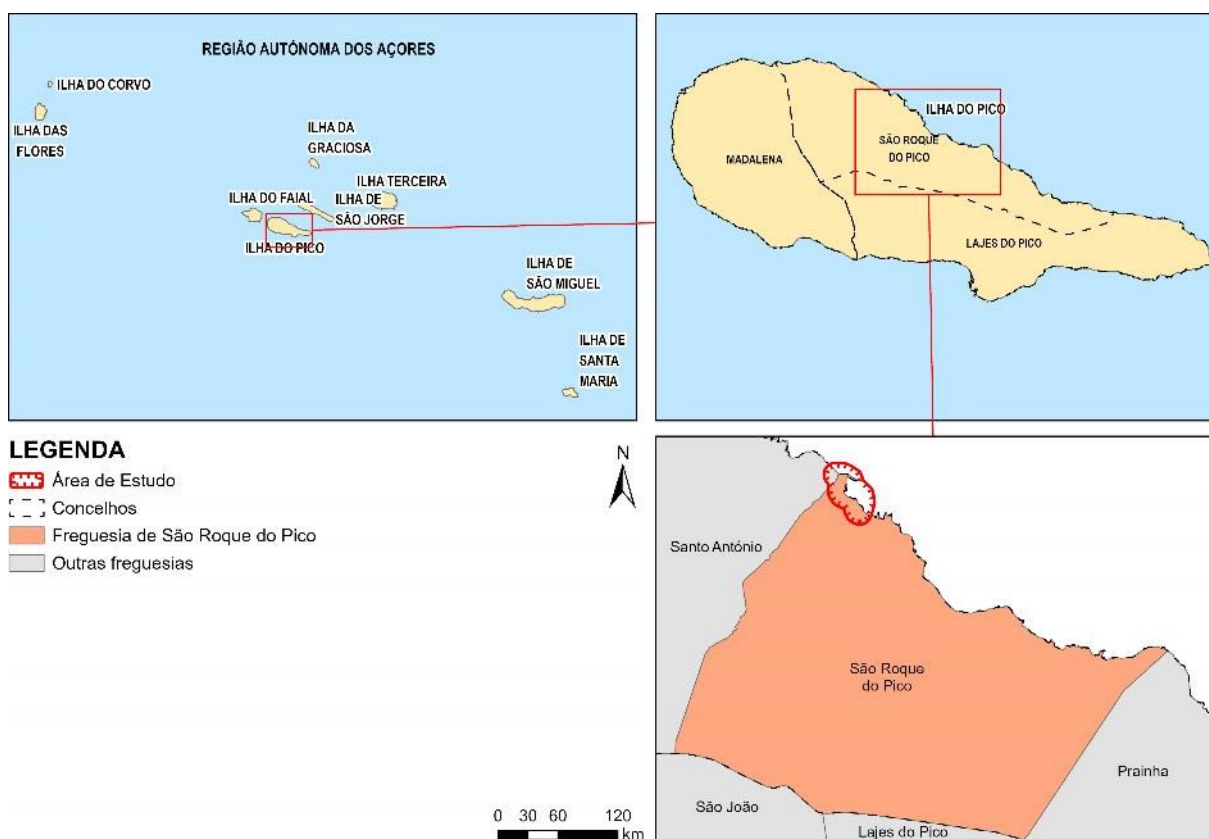 REGIÃO AUTÓNOMA DOS AÇORES
ILHA DO CORVO
ILHA DAS
FLORES
ILHA DA
GRACIOSA
ILHA TERCEIRA
ILHA DO FAIAL
ILHA DE
SÃO JORGE
ILHA DO PICO
ILHA DE
SÃO MIGUEL
ILHA DE
SANTA
MARIA
ILHA DO PICO
MADALENA
SÃO ROQUE
DO PICO
LAJES DO PICO
LEGENDA
Área de Estudo
Concelhos
Freguesia de São Roque do Pico
Outras freguesias
N
0 30 60 120
km
Santo António
São Roque
do Pico
Prainha
São João
Lajes do Pico